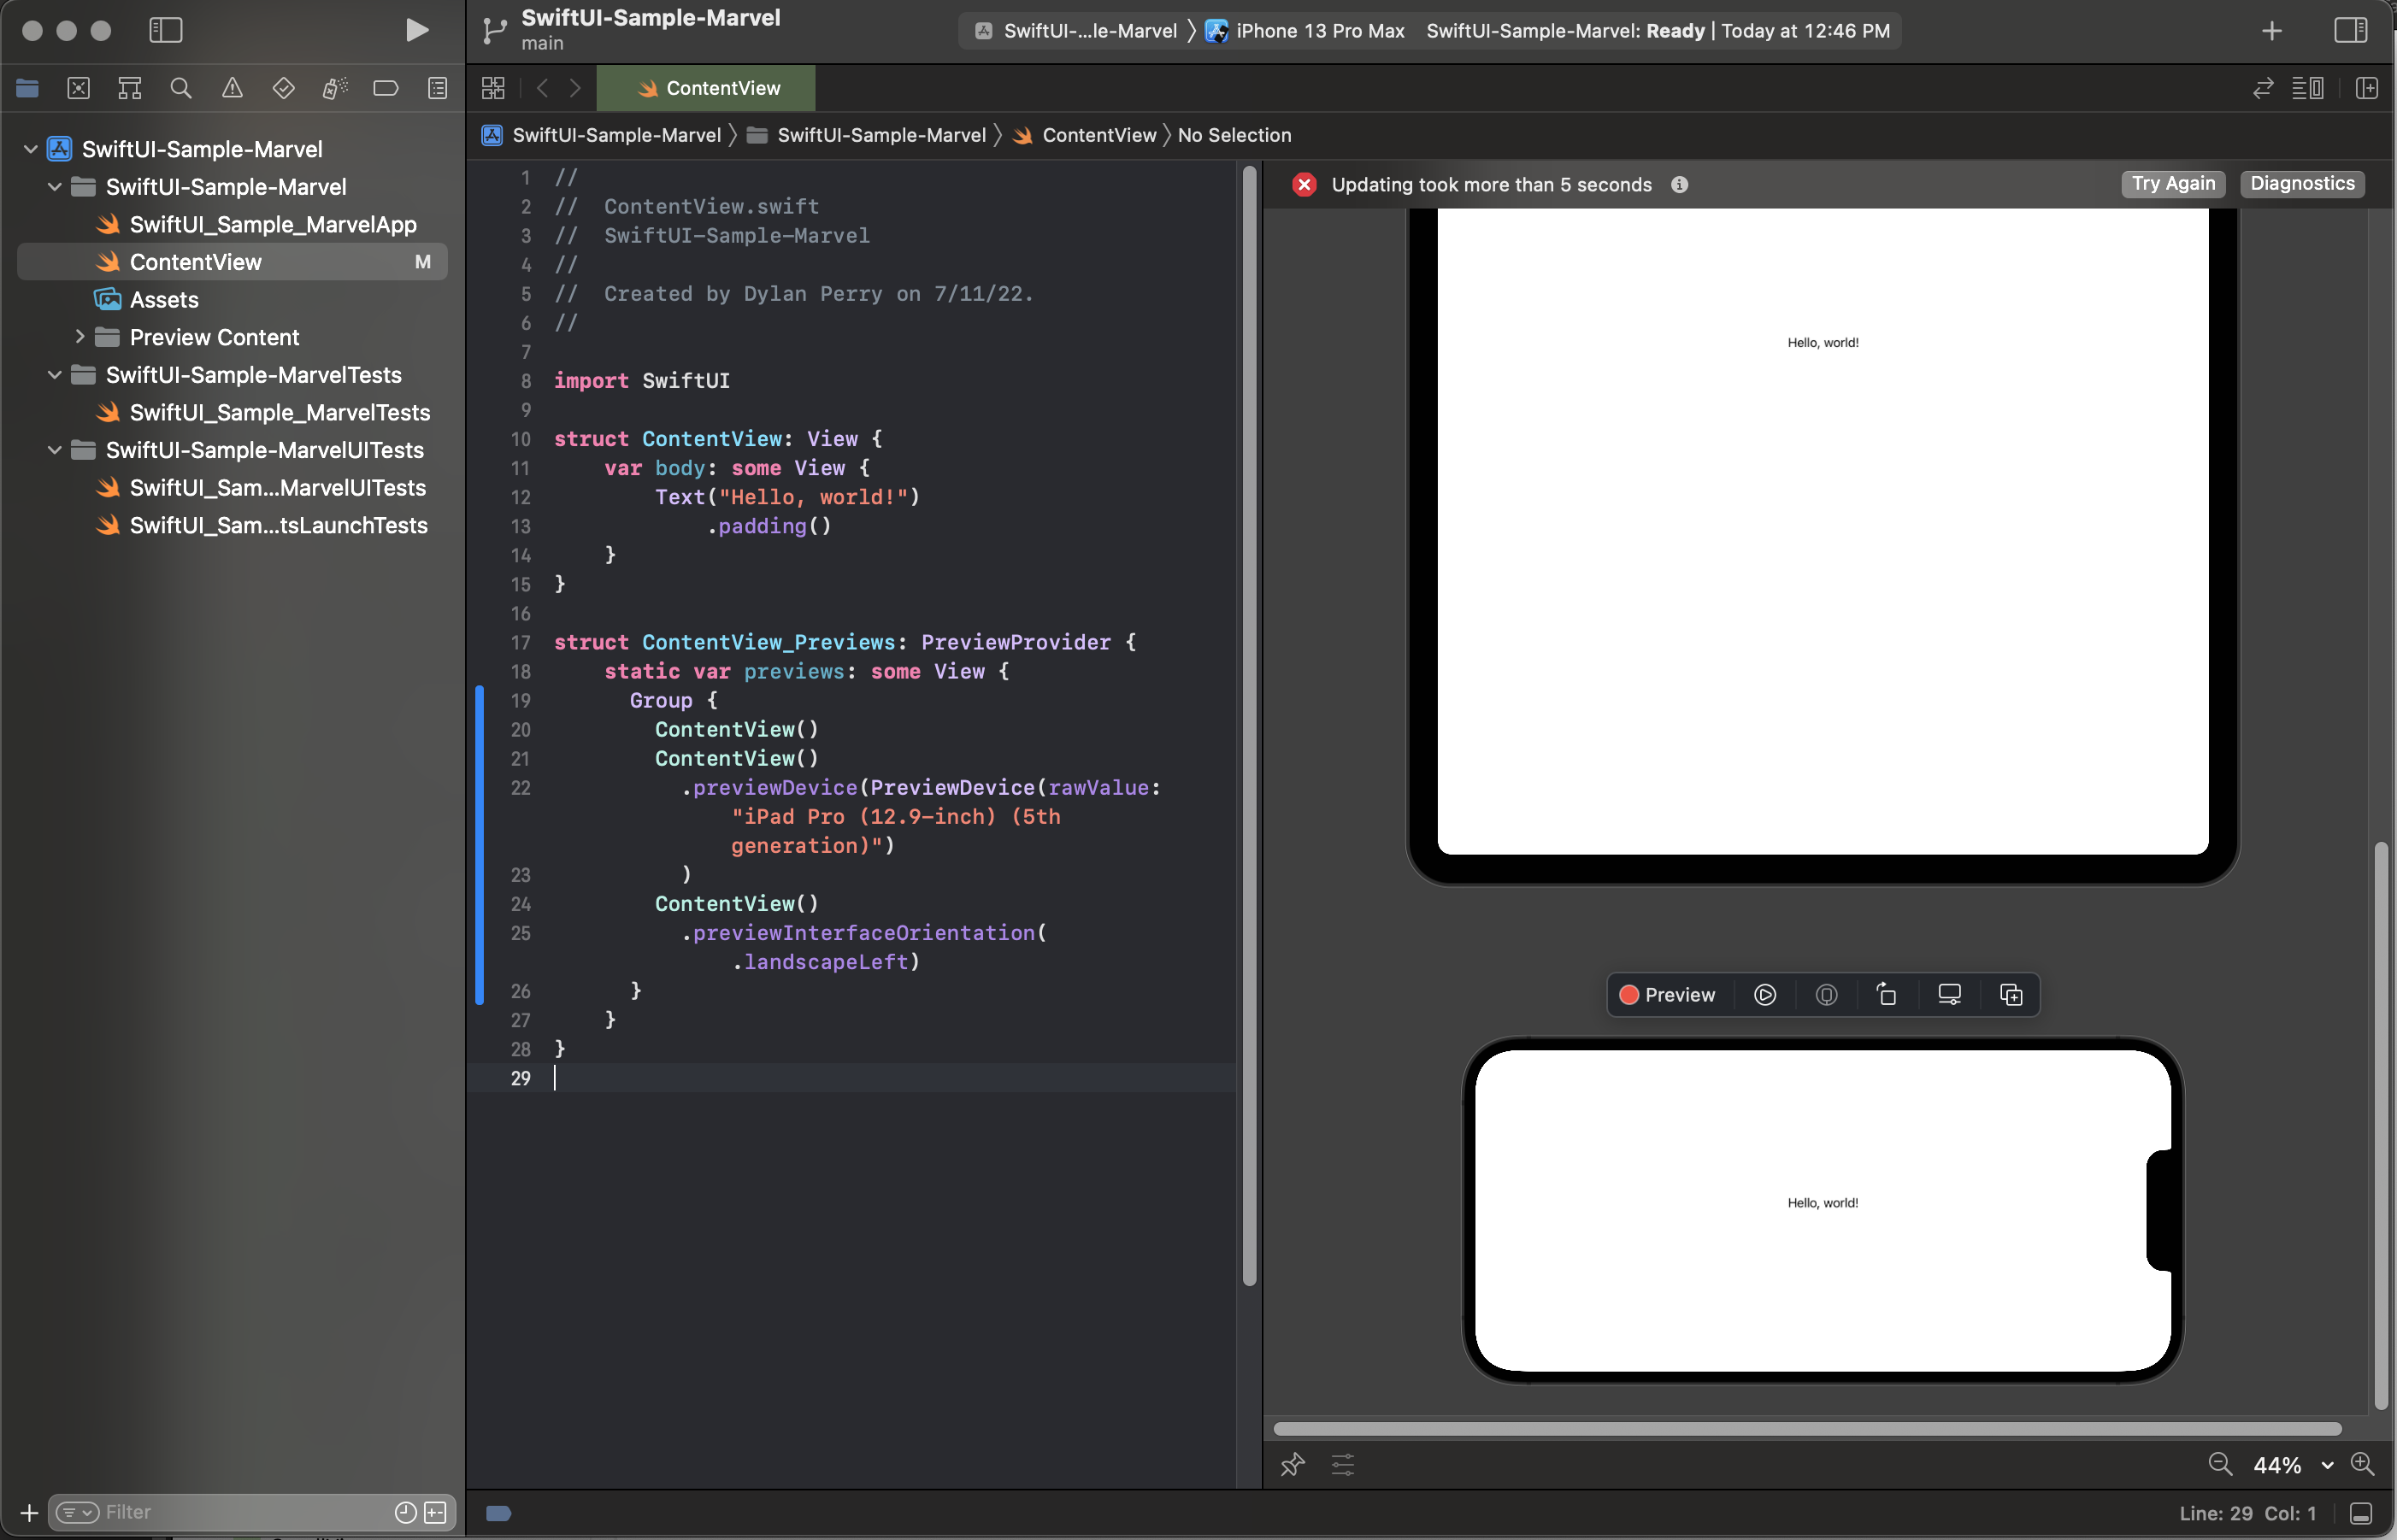 SwiftUI-Sample-Marvel
main
SwiftUI-...le-Marvel
iPhone 13 Pro Max
SwiftUI-Sample-Marvel: Ready | Today at 12:46 PM
ContentView
SwiftUI-Sample-Marvel
SwiftUI-Sample-Marvel
ContentView
No Selection
SwiftUI-Sample-Marvel
SwiftUI-Sample-Marvel
SwiftUI_Sample_MarvelApp
ContentView M
Assets
Preview Content
SwiftUI-Sample-MarvelTests
SwiftUI_Sample_MarvelTests
SwiftUI-Sample-MarvelUITests
SwiftUI_Sam...MarvelUITests
SwiftUI_Sam...tsLaunchTests
Filter
1 //
2 //  ContentView.swift
3 //  SwiftUI-Sample-Marvel
4 //
5 //  Created by Dylan Perry on 7/11/22.
6 //
7
8 import SwiftUI
9
10 struct ContentView: View {
11     var body: some View {
12         Text("Hello, world!")
13             .padding()
14     }
15 }
16
17 struct ContentView_Previews: PreviewProvider {
18     static var previews: some View {
19       Group {
20         ContentView()
21         ContentView()
22           .previewDevice(PreviewDevice(rawValue:
"iPad Pro (12.9-inch) (5th
generation)")
23           )
24         ContentView()
25           .previewInterfaceOrientation(
.landscapeLeft)
26       }
27     }
28 }
29
Updating took more than 5 seconds
Try Again
Diagnostics
Hello, world!
Preview
Hello, world!
44%
Line: 29 Col: 1